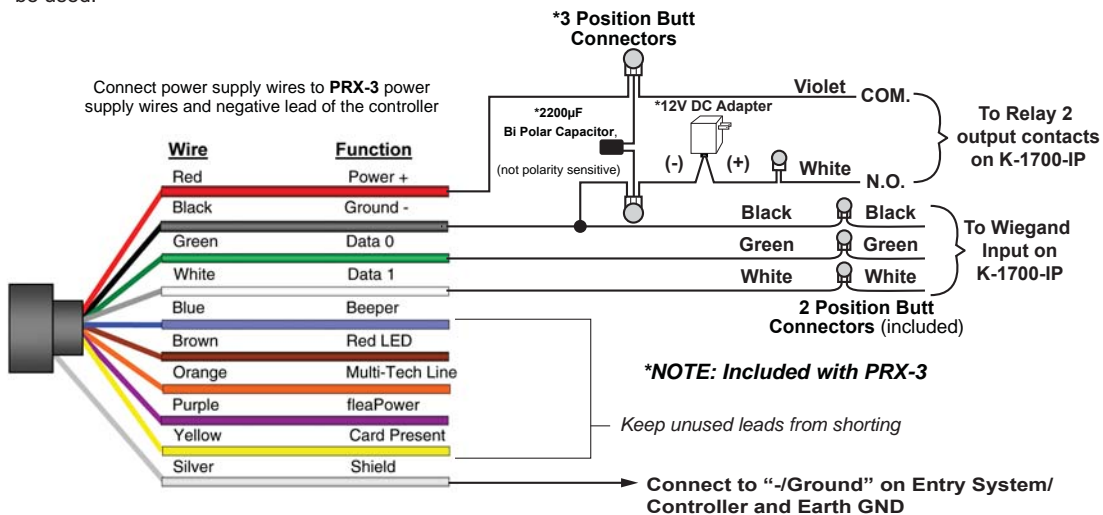 be used.
*3 Position Butt
Connectors
Connect power supply wires to PRX-3 power
supply wires and negative lead of the controller
*2200µF
Bi Polar Capacitor,
(not polarity sensitive)
*12V DC Adapter
(-) (+)
Violet COM.
White N.O.
To Relay 2
output contacts
on K-1700-IP
Wire Function
Red Power +
Black Ground -
Green Data 0
White Data 1
Blue Beeper
Brown Red LED
Orange Multi-Tech Line
Purple fleaPower
Yellow Card Present
Silver Shield
Black Black
Green Green
White White
To Wiegand
Input on
K-1700-IP
2 Position Butt
Connectors (included)
*NOTE: Included with PRX-3
Keep unused leads from shorting
Connect to “-/Ground” on Entry System/
Controller and Earth GND